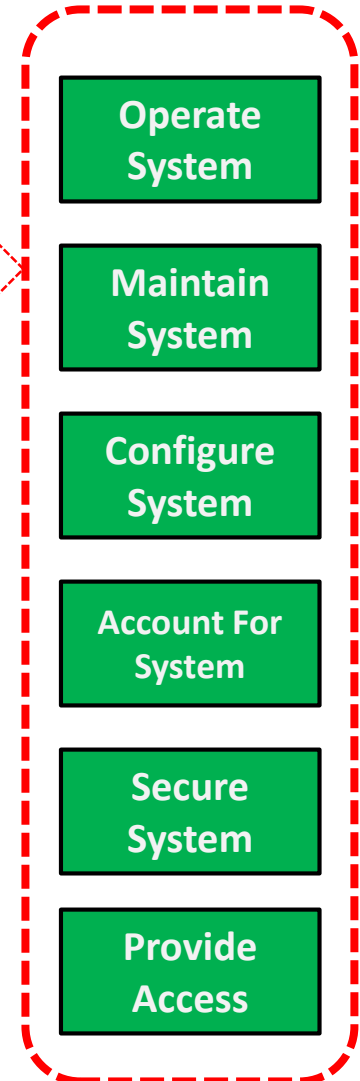 Operate
System
Maintain
System
Configure
System
Account For
System
Secure
System
Provide
Access